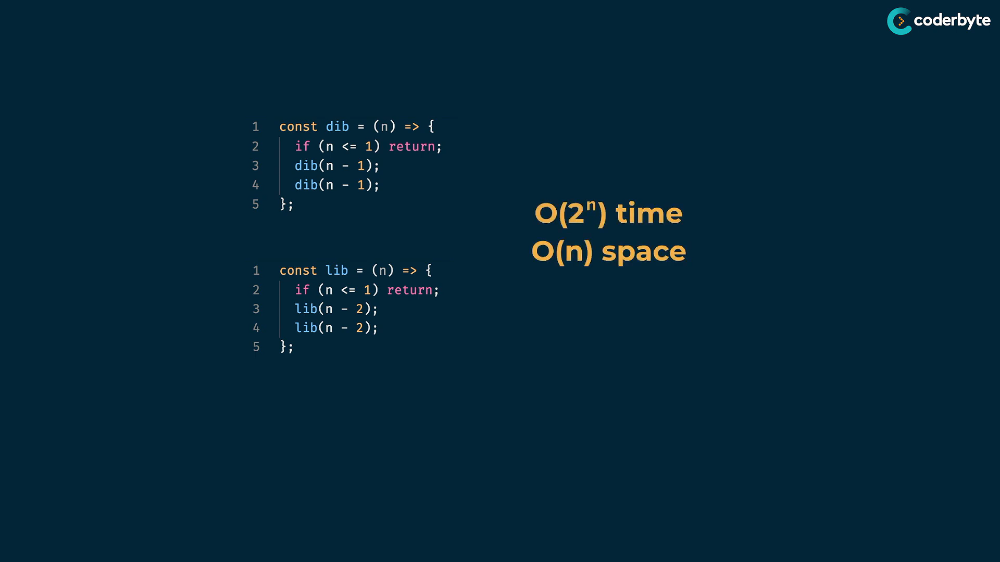 coderbyte
1 const dib = (n) => {
2 if (n <= 1) return;
3 dib(n - 1);
4 dib(n - 1);
5 };
O(2ⁿ) time
O(n) space
1 const lib = (n) => {
2 if (n <= 1) return;
3 lib(n - 2);
4 lib(n - 2);
5 };